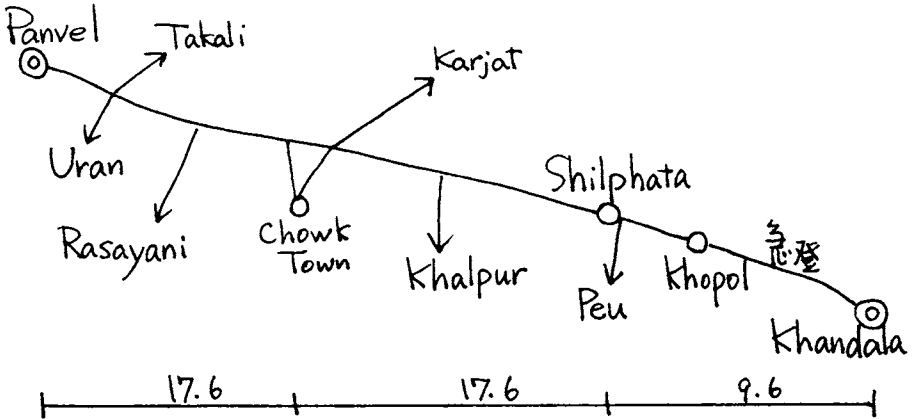 Panvel
Takali
Karjat
Uran
Rasayani
Chowk
Town
Khalpur
Shilphata
Peu
Khopol
急登
Khandala
17.6
17.6
9.6